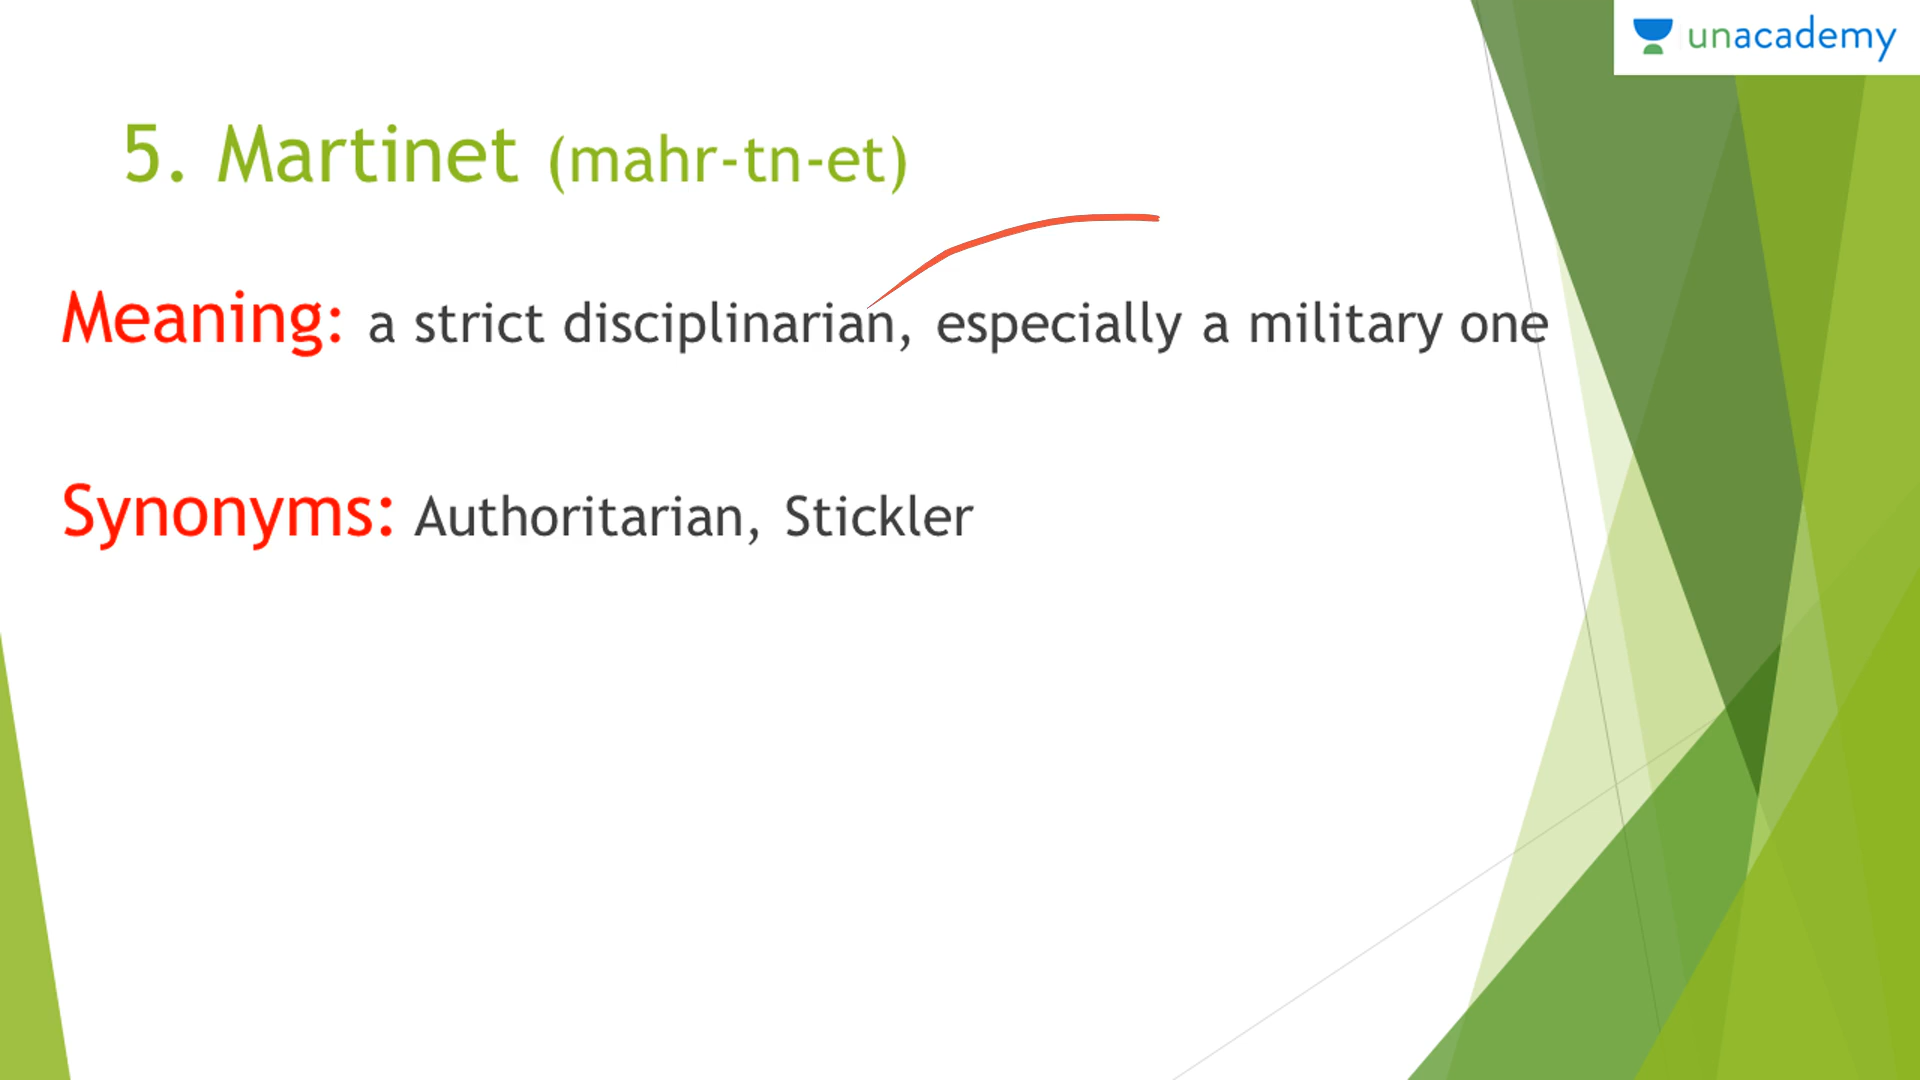 unacademy
5. Martinet (mahr-tn-et)
Meaning: a strict disciplinarian, especially a military one
Synonyms: Authoritarian, Stickler